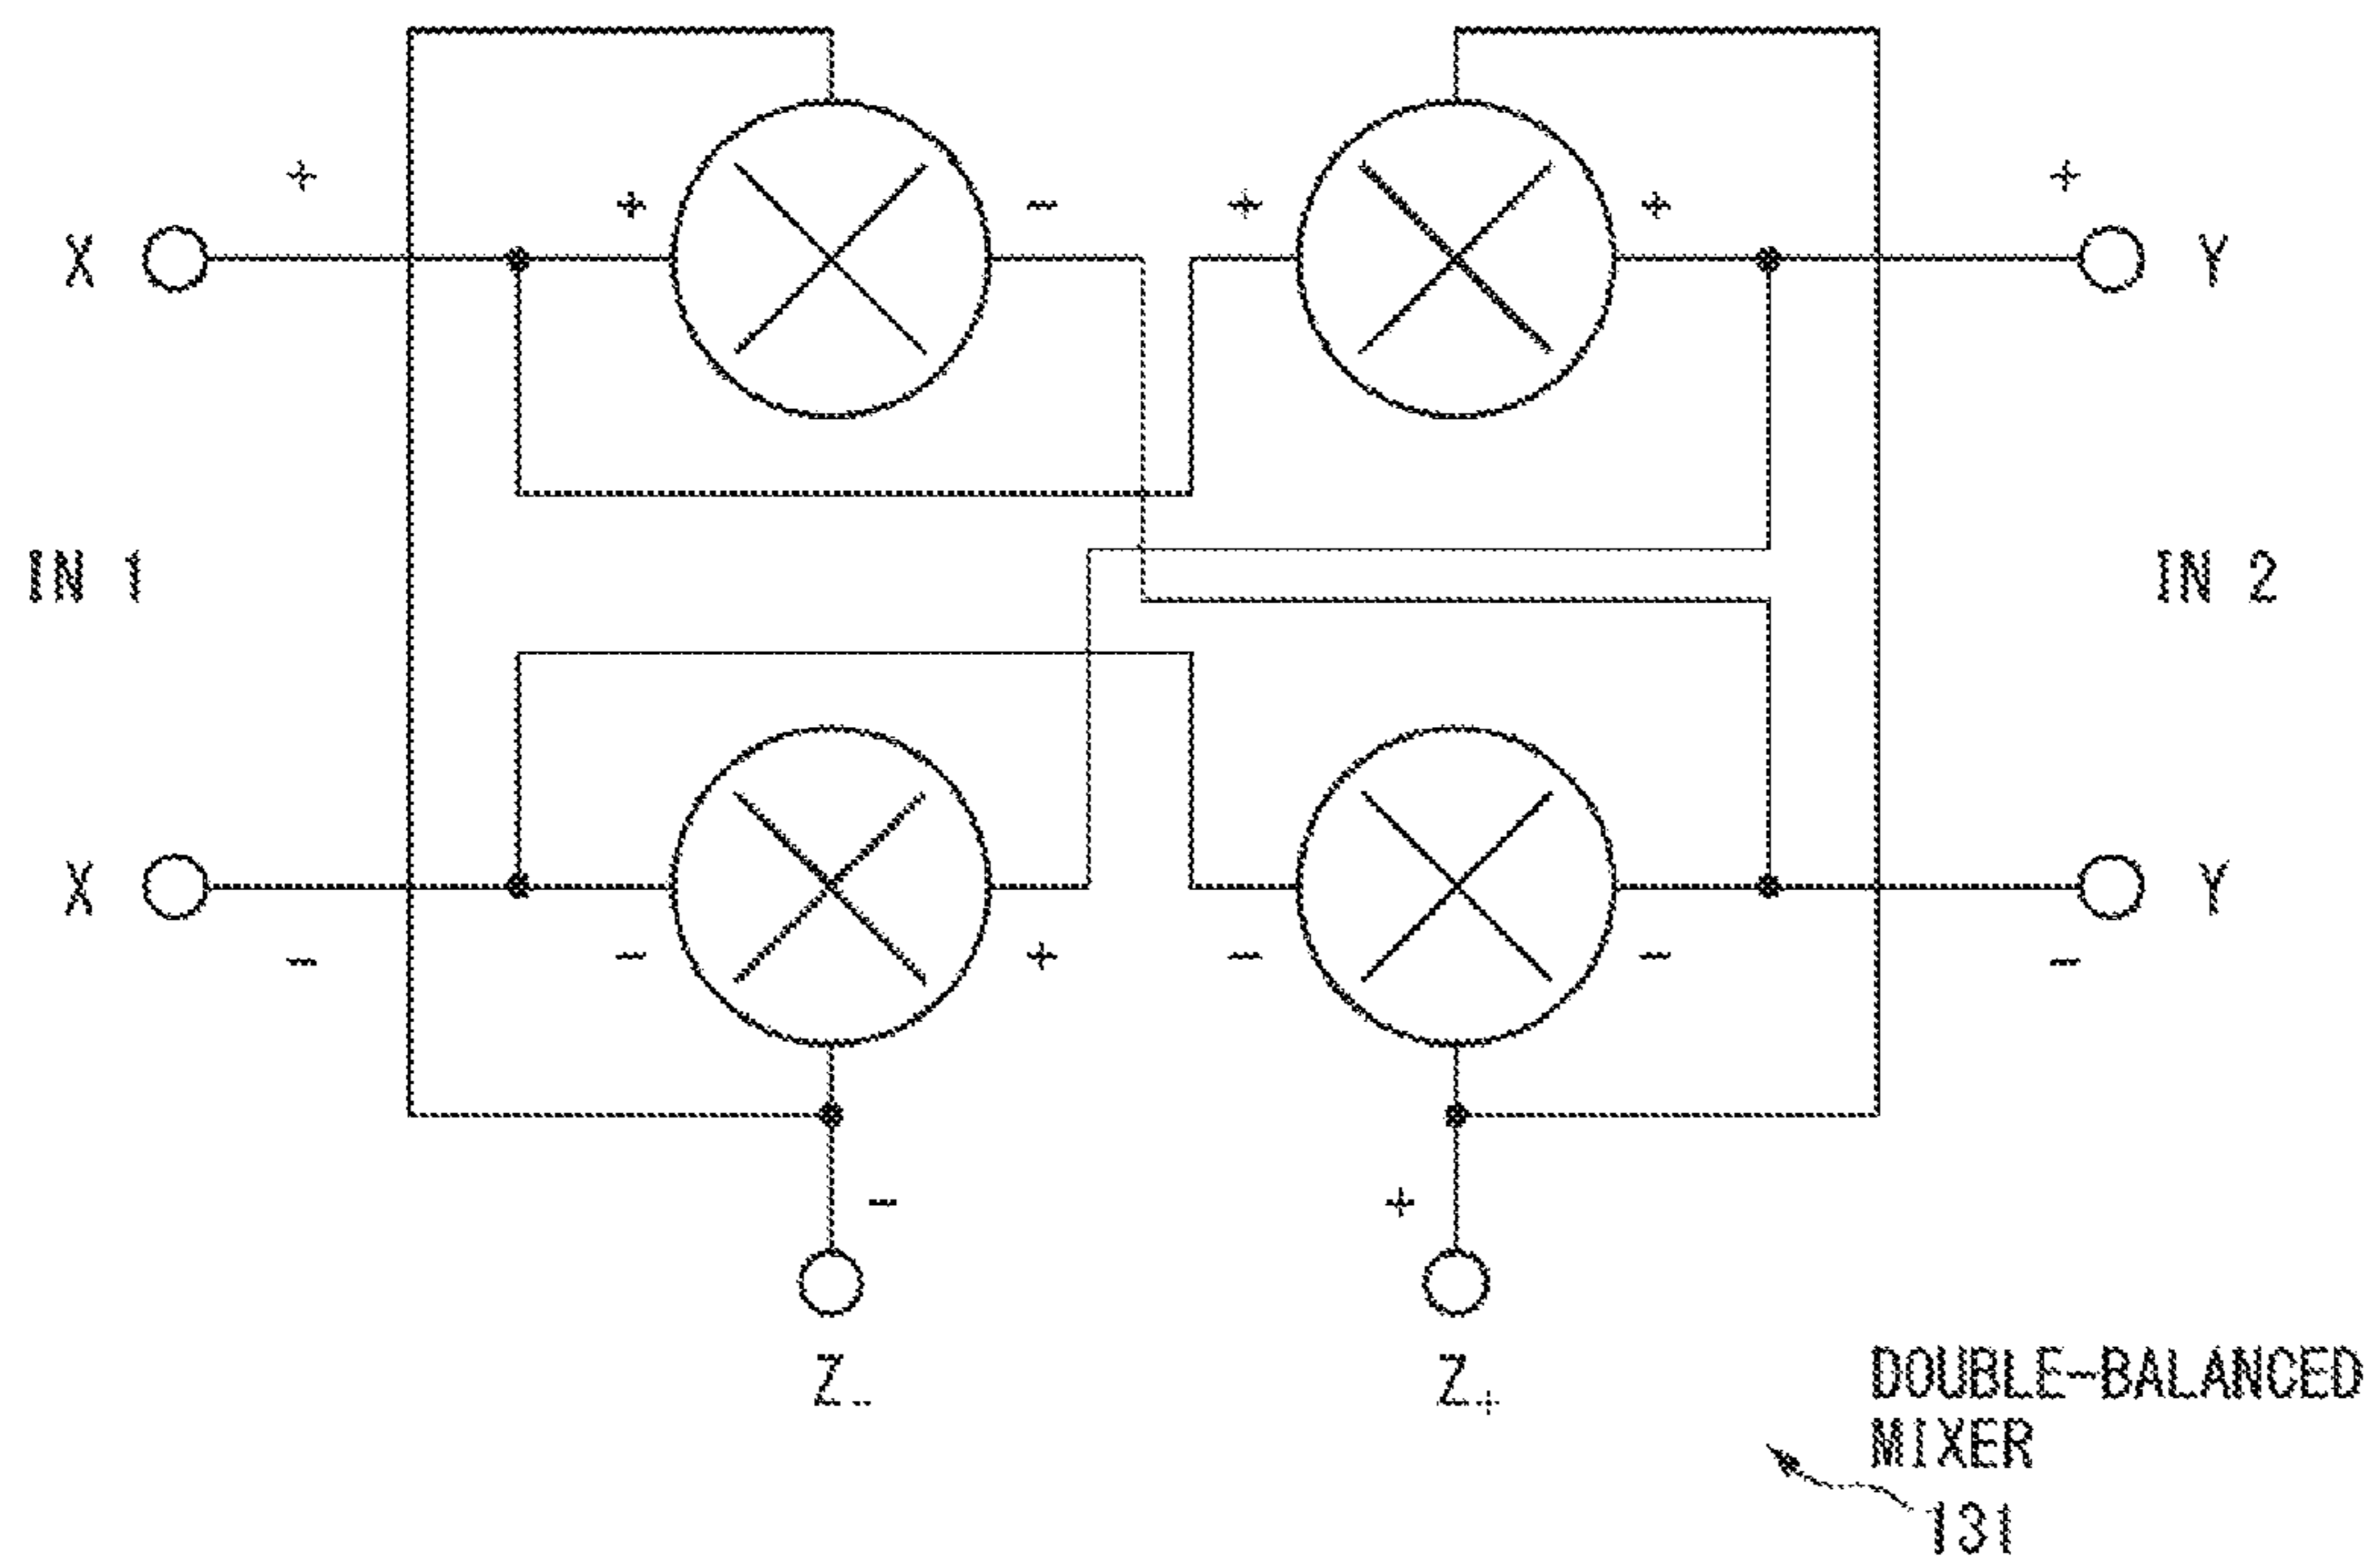 + +
+ - + +
X Y
IN 1 IN 2
X Y
- + - -
- -
- +
Z- Z+
DOUBLE-BALANCED
MIXER
131